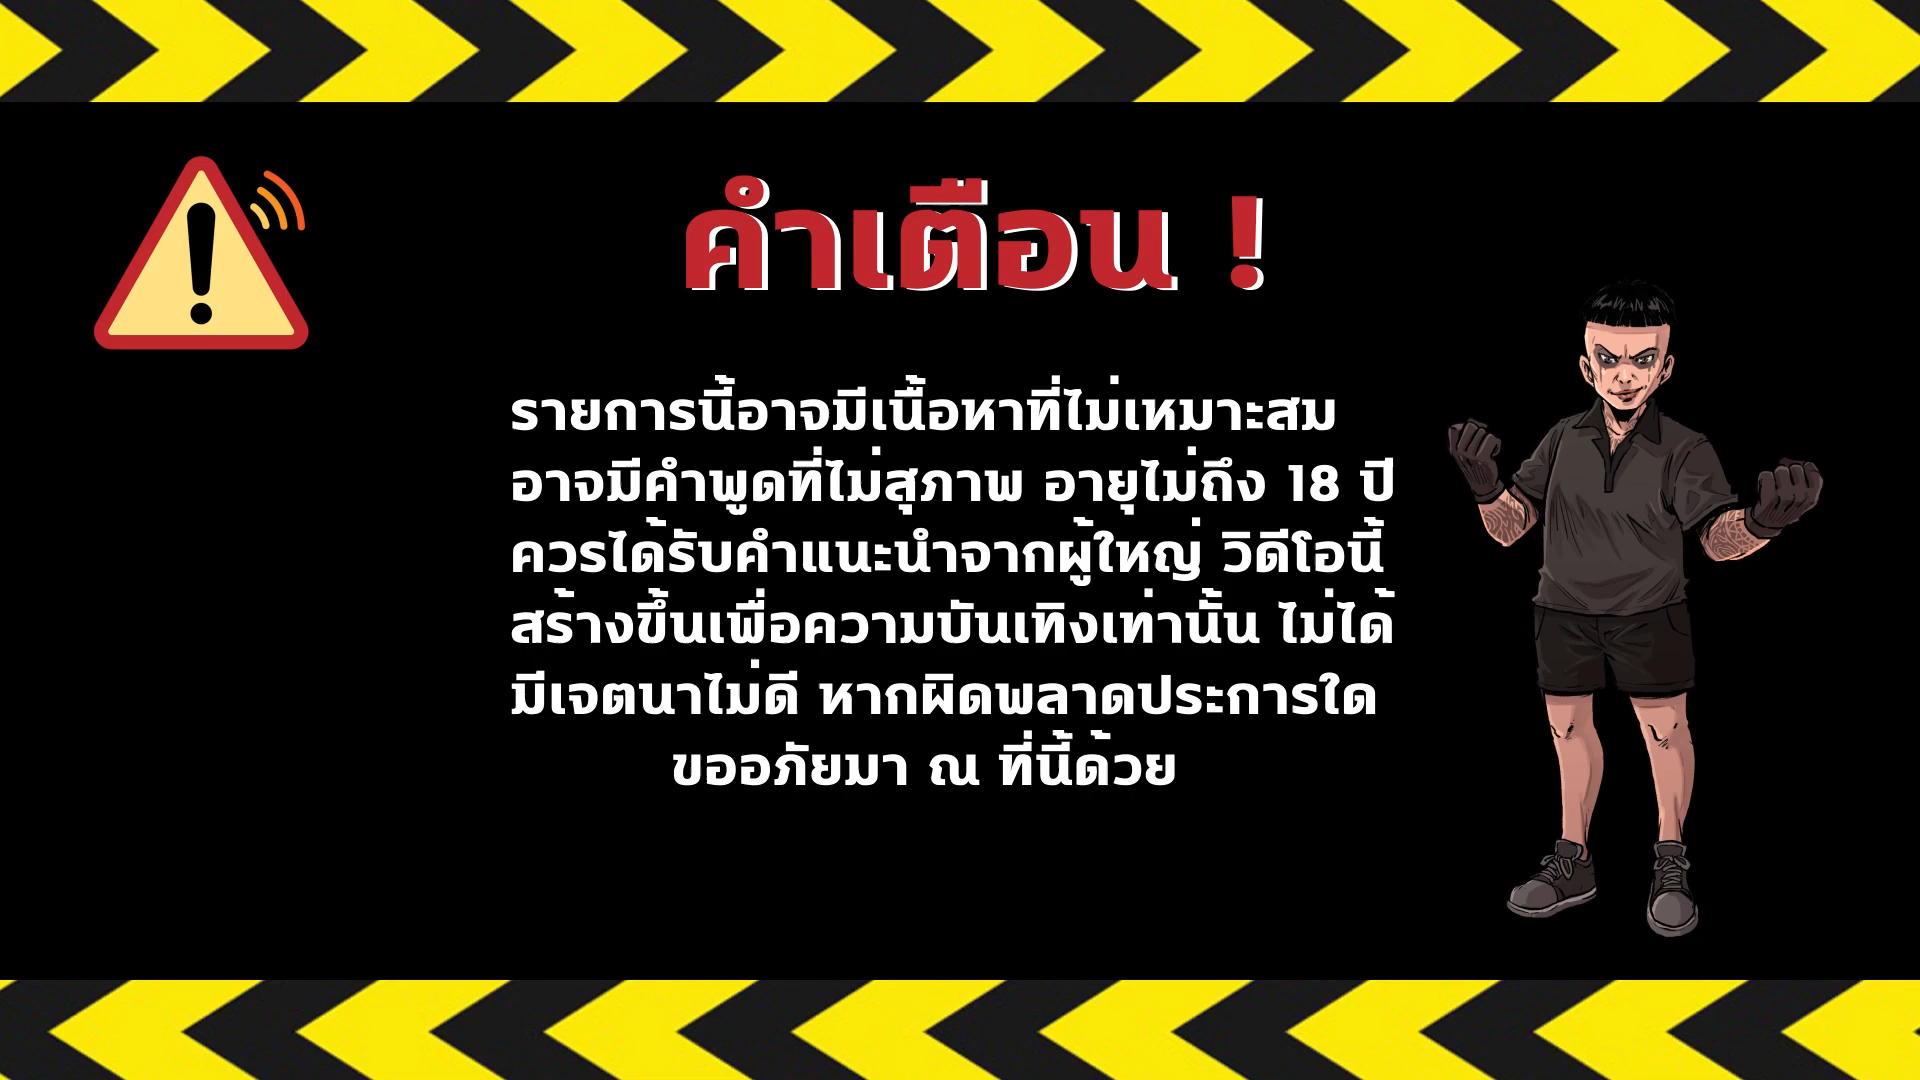 คำเตือน !
รายการนี้อาจมีเนื้อหาที่ไม่เหมาะสม
อาจมีคำพูดที่ไม่สุภาพ อายุไม่ถึง 18 ปี
ควรได้รับคำแนะนำจากผู้ใหญ่ วิดีโอนี้
สร้างขึ้นเพื่อความบันเทิงเท่านั้น ไม่ได้
มีเจตนาไม่ดี หากผิดพลาดประการใด
ขออภัยมา ณ ที่นี้ด้วย